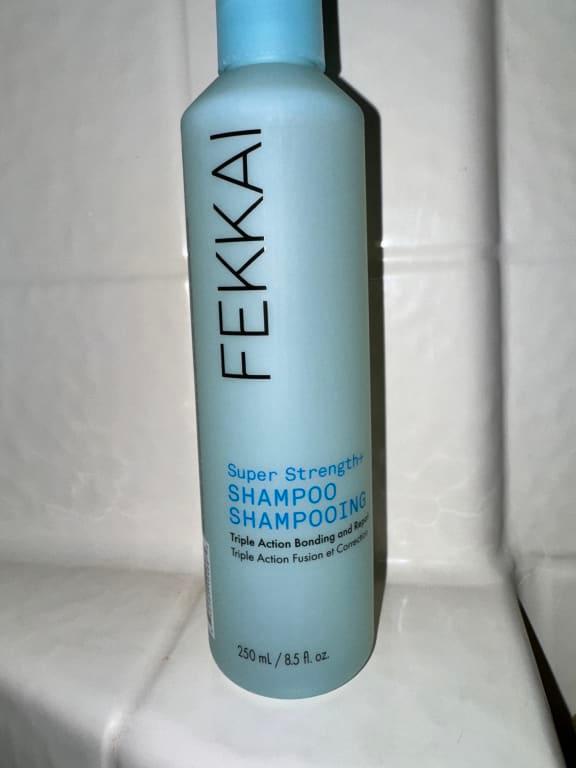 FEKKAI
Super Strength+
SHAMPOO
SHAMPOOING
Triple Action Bonding and Repair
Triple Action Fusion et Correction
250 mL / 8.5 fl. oz.